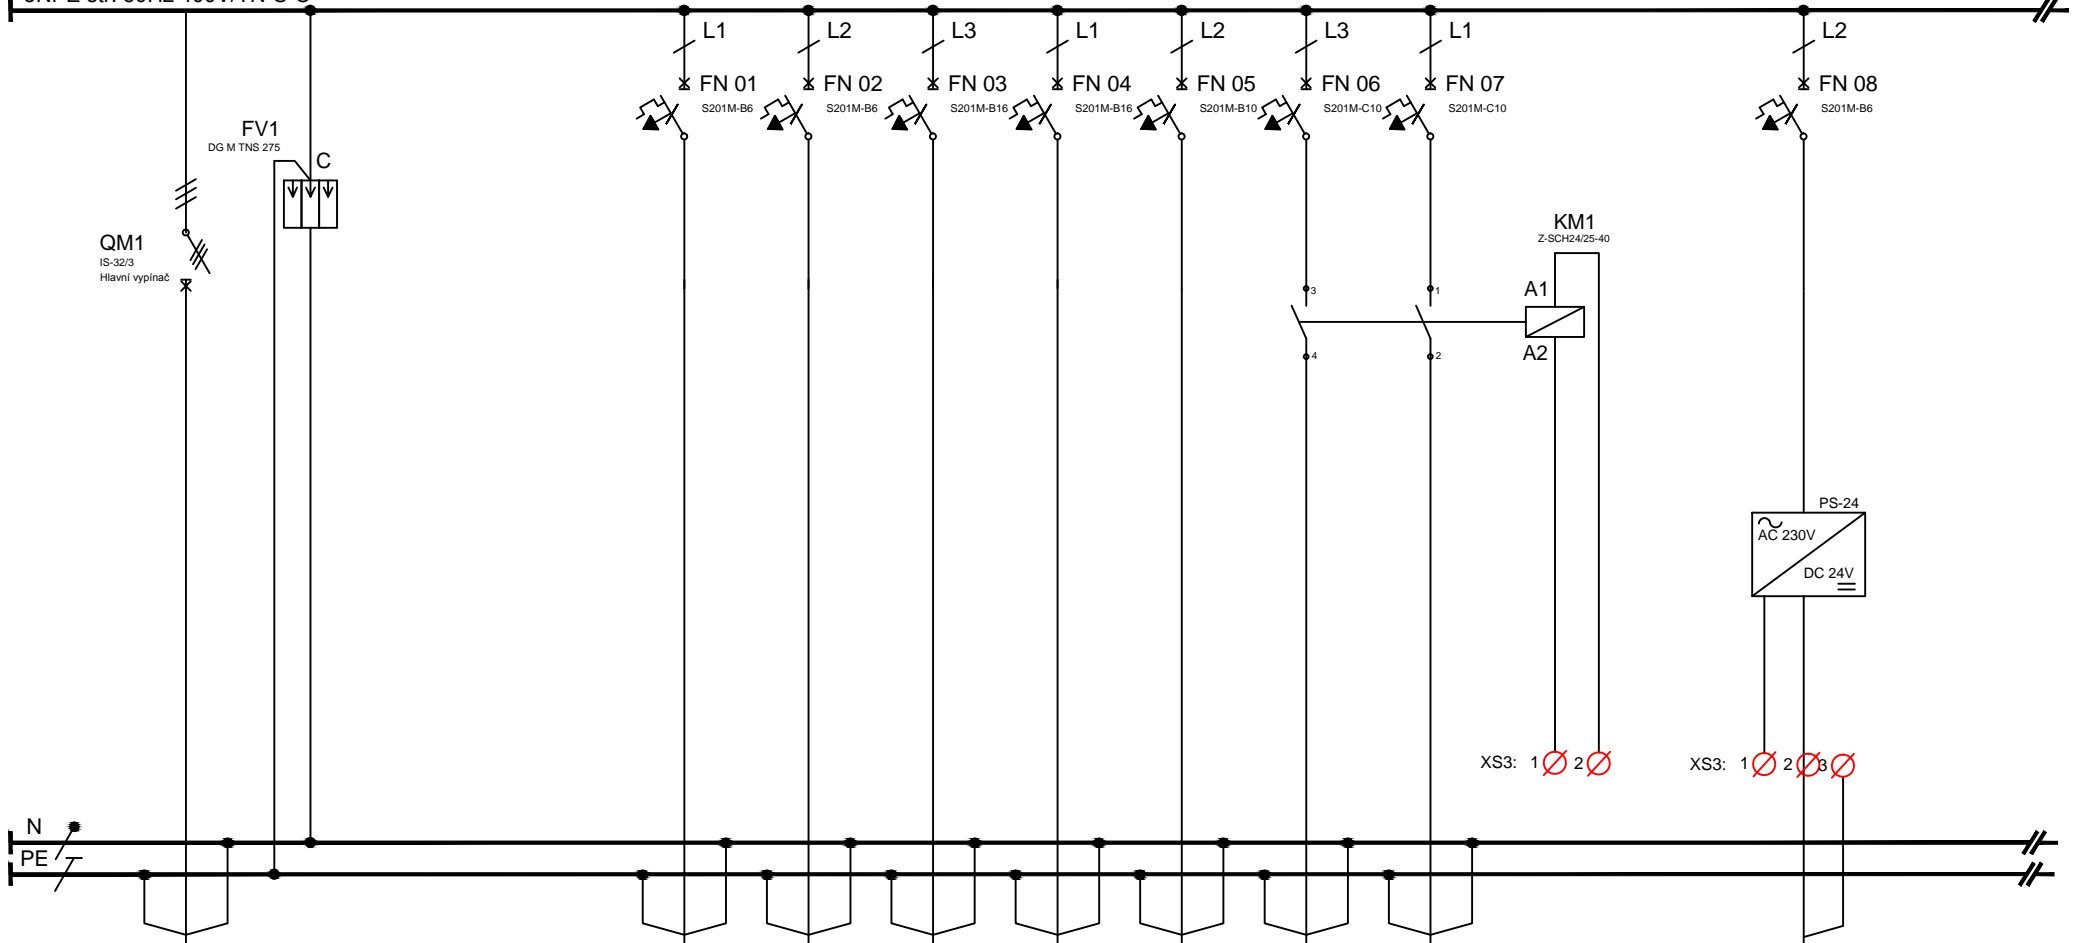 L1 L2 L3 L1 L2 L3 L1 L2
FN 01 FN 02 FN 03 FN 04 FN 05 FN 06 FN 07 FN 08
S201M-B6 S201M-B6 S201M-B16 S201M-B16 S201M-B10 S201M-C10 S201M-C10 S201M-B6
FV1
DG M TNS 275
C
QM1
IS-32/3
Hlavní vypínač
KM1
Z-SCH24/25-40
3 1 A1
4 2 A2
PS-24
AC 230V
DC 24V
XS3: 1 2 XS3: 1 2 3
N
PE